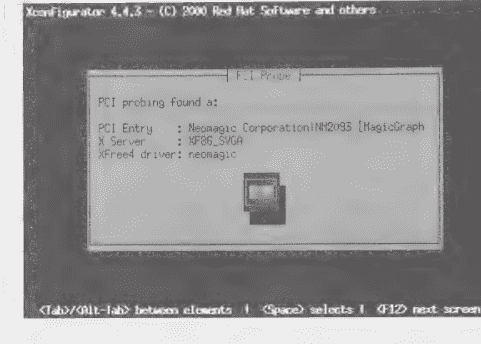 Xconfigurator 4.4.3 - (C) 2000 Red Hat Software and others
PCI Probe
PCI probing found a:
PCI Entry : Neomagic Corporation|NM2093 [MagicGraph
X Server : XF86_SVGA
XFree4 driver: neomagic
<Tab>/<Alt-Tab> between elements | <Space> selects | <F12> next screen